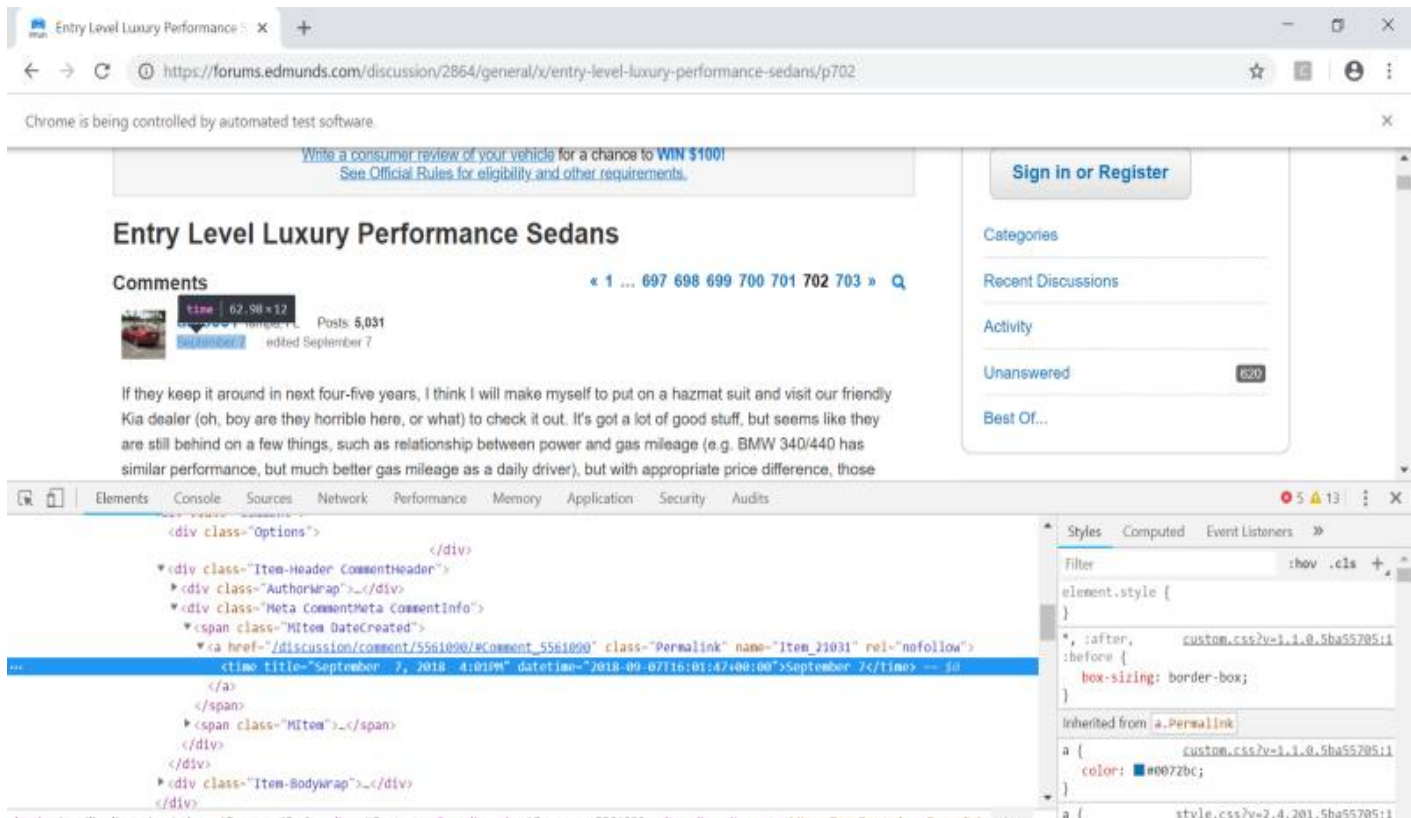 Entry Level Luxury Performance S
https://forums.edmunds.com/discussion/2864/general/x/entry-level-luxury-performance-sedans/p702
Chrome is being controlled by automated test software.
Write a consumer review of your vehicle for a chance to WIN $100!
See Official Rules for eligibility and other requirements.
Sign in or Register
Entry Level Luxury Performance Sedans
Categories
Comments
« 1 ... 697 698 699 700 701 702 703 »
Recent Discussions
time 62.98×12
Posts: 5,031
September 7 edited September 7
Activity
Unanswered 620
Best Of...
If they keep it around in next four-five years, I think I will make myself to put on a hazmat suit and visit our friendly
Kia dealer (oh, boy are they horrible here, or what) to check it out. It's got a lot of good stuff, but seems like they
are still behind on a few things, such as relationship between power and gas mileage (e.g. BMW 340/440 has
similar performance, but much better gas mileage as a daily driver), but with appropriate price difference, those
Elements Console Sources Network Performance Memory Application Security Audits 5 13
<div class="Options">
</div>
▼<div class="Item-Header CommentHeader">
▶<div class="AuthorWrap">…</div>
▼<div class="Meta CommentMeta CommentInfo">
▼<span class="MItem DateCreated">
▼<a href="/discussion/comment/5561090/#Comment_5561090" class="Permalink" name="Item_21031" rel="nofollow">
<time title="September 7, 2018 4:01PM" datetime="2018-09-07T16:01:47+00:00">September 7</time> == $0
</a>
</span>
▶<span class="MItem">…</span>
</div>
</div>
▶<div class="Item-BodyWrap">…</div>
</div>
Styles Computed Event Listeners »
Filter :hov .cls +
element.style {
}
*, :after, custom.css?v=1.1.0.5ba55705:1
:before {
box-sizing: border-box;
}
Inherited from a.Permalink
a { custom.css?v=1.1.0.5ba55705:1
color: #0072bc;
}
a { style.css?v=2.4.201.5ba55705:1